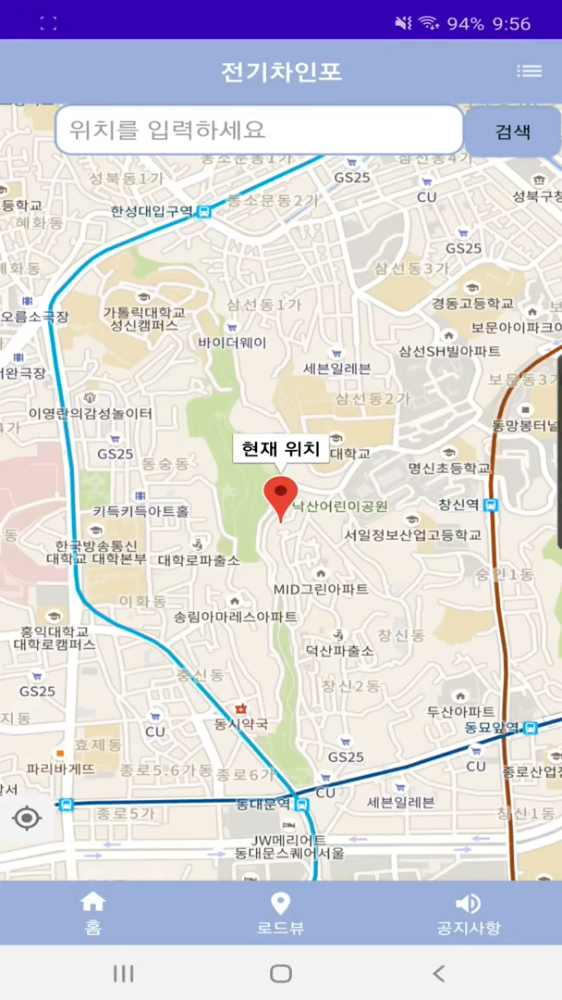 94% 9:56
전기차인포
위치를 입력하세요
검색
동소문동1가
삼선동4가
성북동1가
GS25
CU
한성대입구역
동소문동2가
성북구청
등학교
혜화동
GS25
혜화동
삼선동3가
오름소극장
가톨릭대학교
성신캠퍼스
삼선동1가
경동고등학교
바이더웨이
보문아이파크
삼선SH빌아파트
세븐일레븐
서완극장
보문동3가
이영란의감성놀이터
삼선동2가
4가
동망봉터널
GS25
현재 위치
대학교
동숭동
명신초등학교
키득키득아트홀
낙산어린이공원
창신역
동
한국방송통신
대학교 대학본부
서일정보산업고등학교
대학로파출소
숭인1동
MID그린아파트
이화동
송림아마레스아파트
홍익대학교
대학로캠퍼스
창신동
덕산파출소
충신동
GS25
창신2동
지동
동시약국
두산아파트
CU
동묘앞역
효제동
GS25
CU
파리바게뜨
종로5.6가동
종로6가
종로산업정
CU
동대문역
세븐일레븐
종로5가
창신1동
JW메리어트
동대문스퀘어서울
홈
로드뷰
공지사항